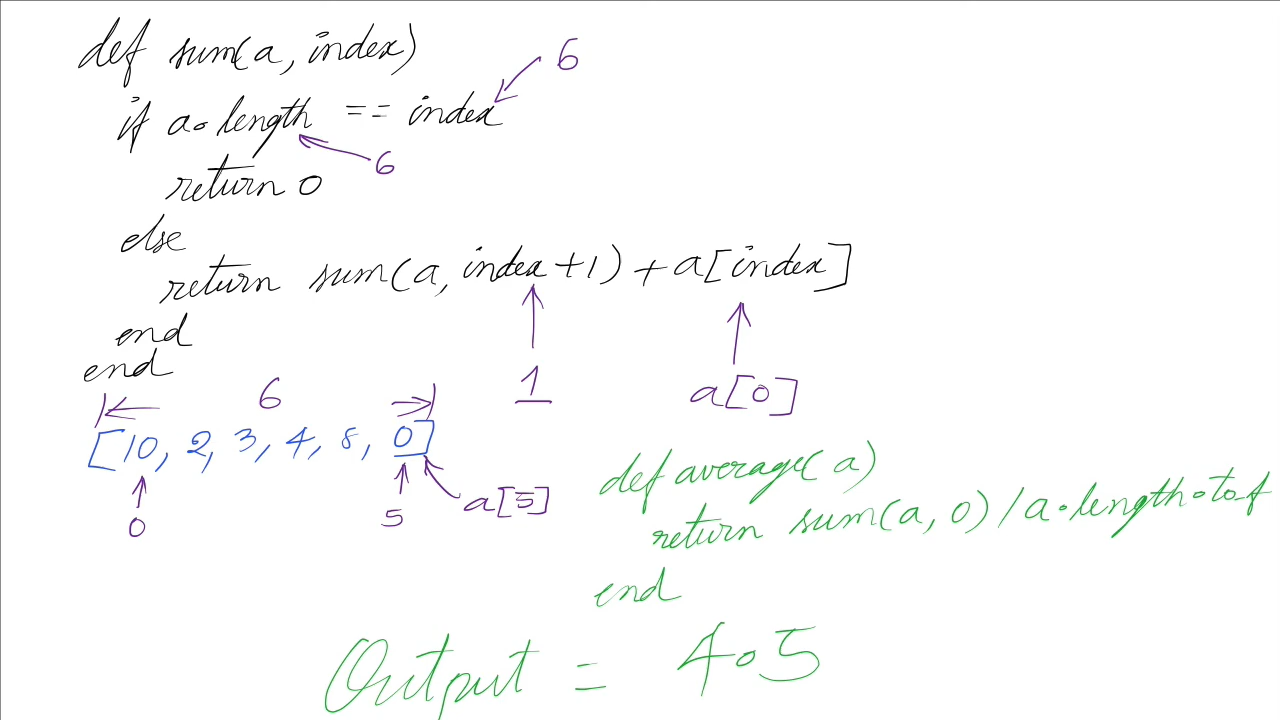 def sum(a, index)
6
if a.length == index
6
return 0
else
return sum(a, index+1) + a[index]
end
end
6
1
a[0]
[10, 2, 3, 4, 8, 0]
0
5
a[5]
def average(a)
return sum(a, 0) / a.length.to_f
end
Output = 4.5